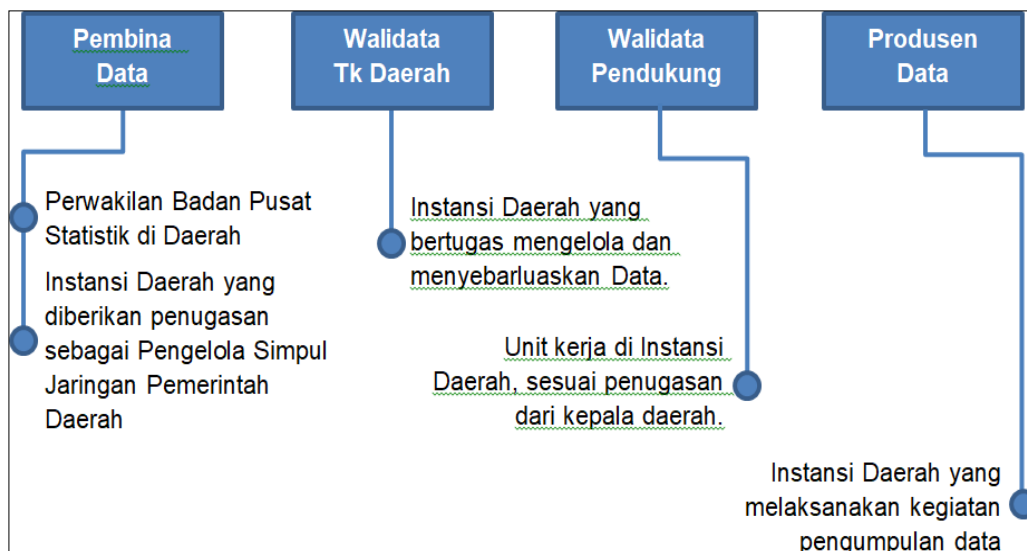 Pembina
Data
Walidata
Tk Daerah
Walidata
Pendukung
Produsen
Data
Perwakilan Badan Pusat
Statistik di Daerah
Instansi Daerah yang
diberikan penugasan
sebagai Pengelola Simpul
Jaringan Pemerintah
Daerah
Instansi Daerah yang
bertugas mengelola dan
menyebarluaskan Data.
Unit kerja di Instansi
Daerah, sesuai penugasan
dari kepala daerah.
Instansi Daerah yang
melaksanakan kegiatan
pengumpulan data